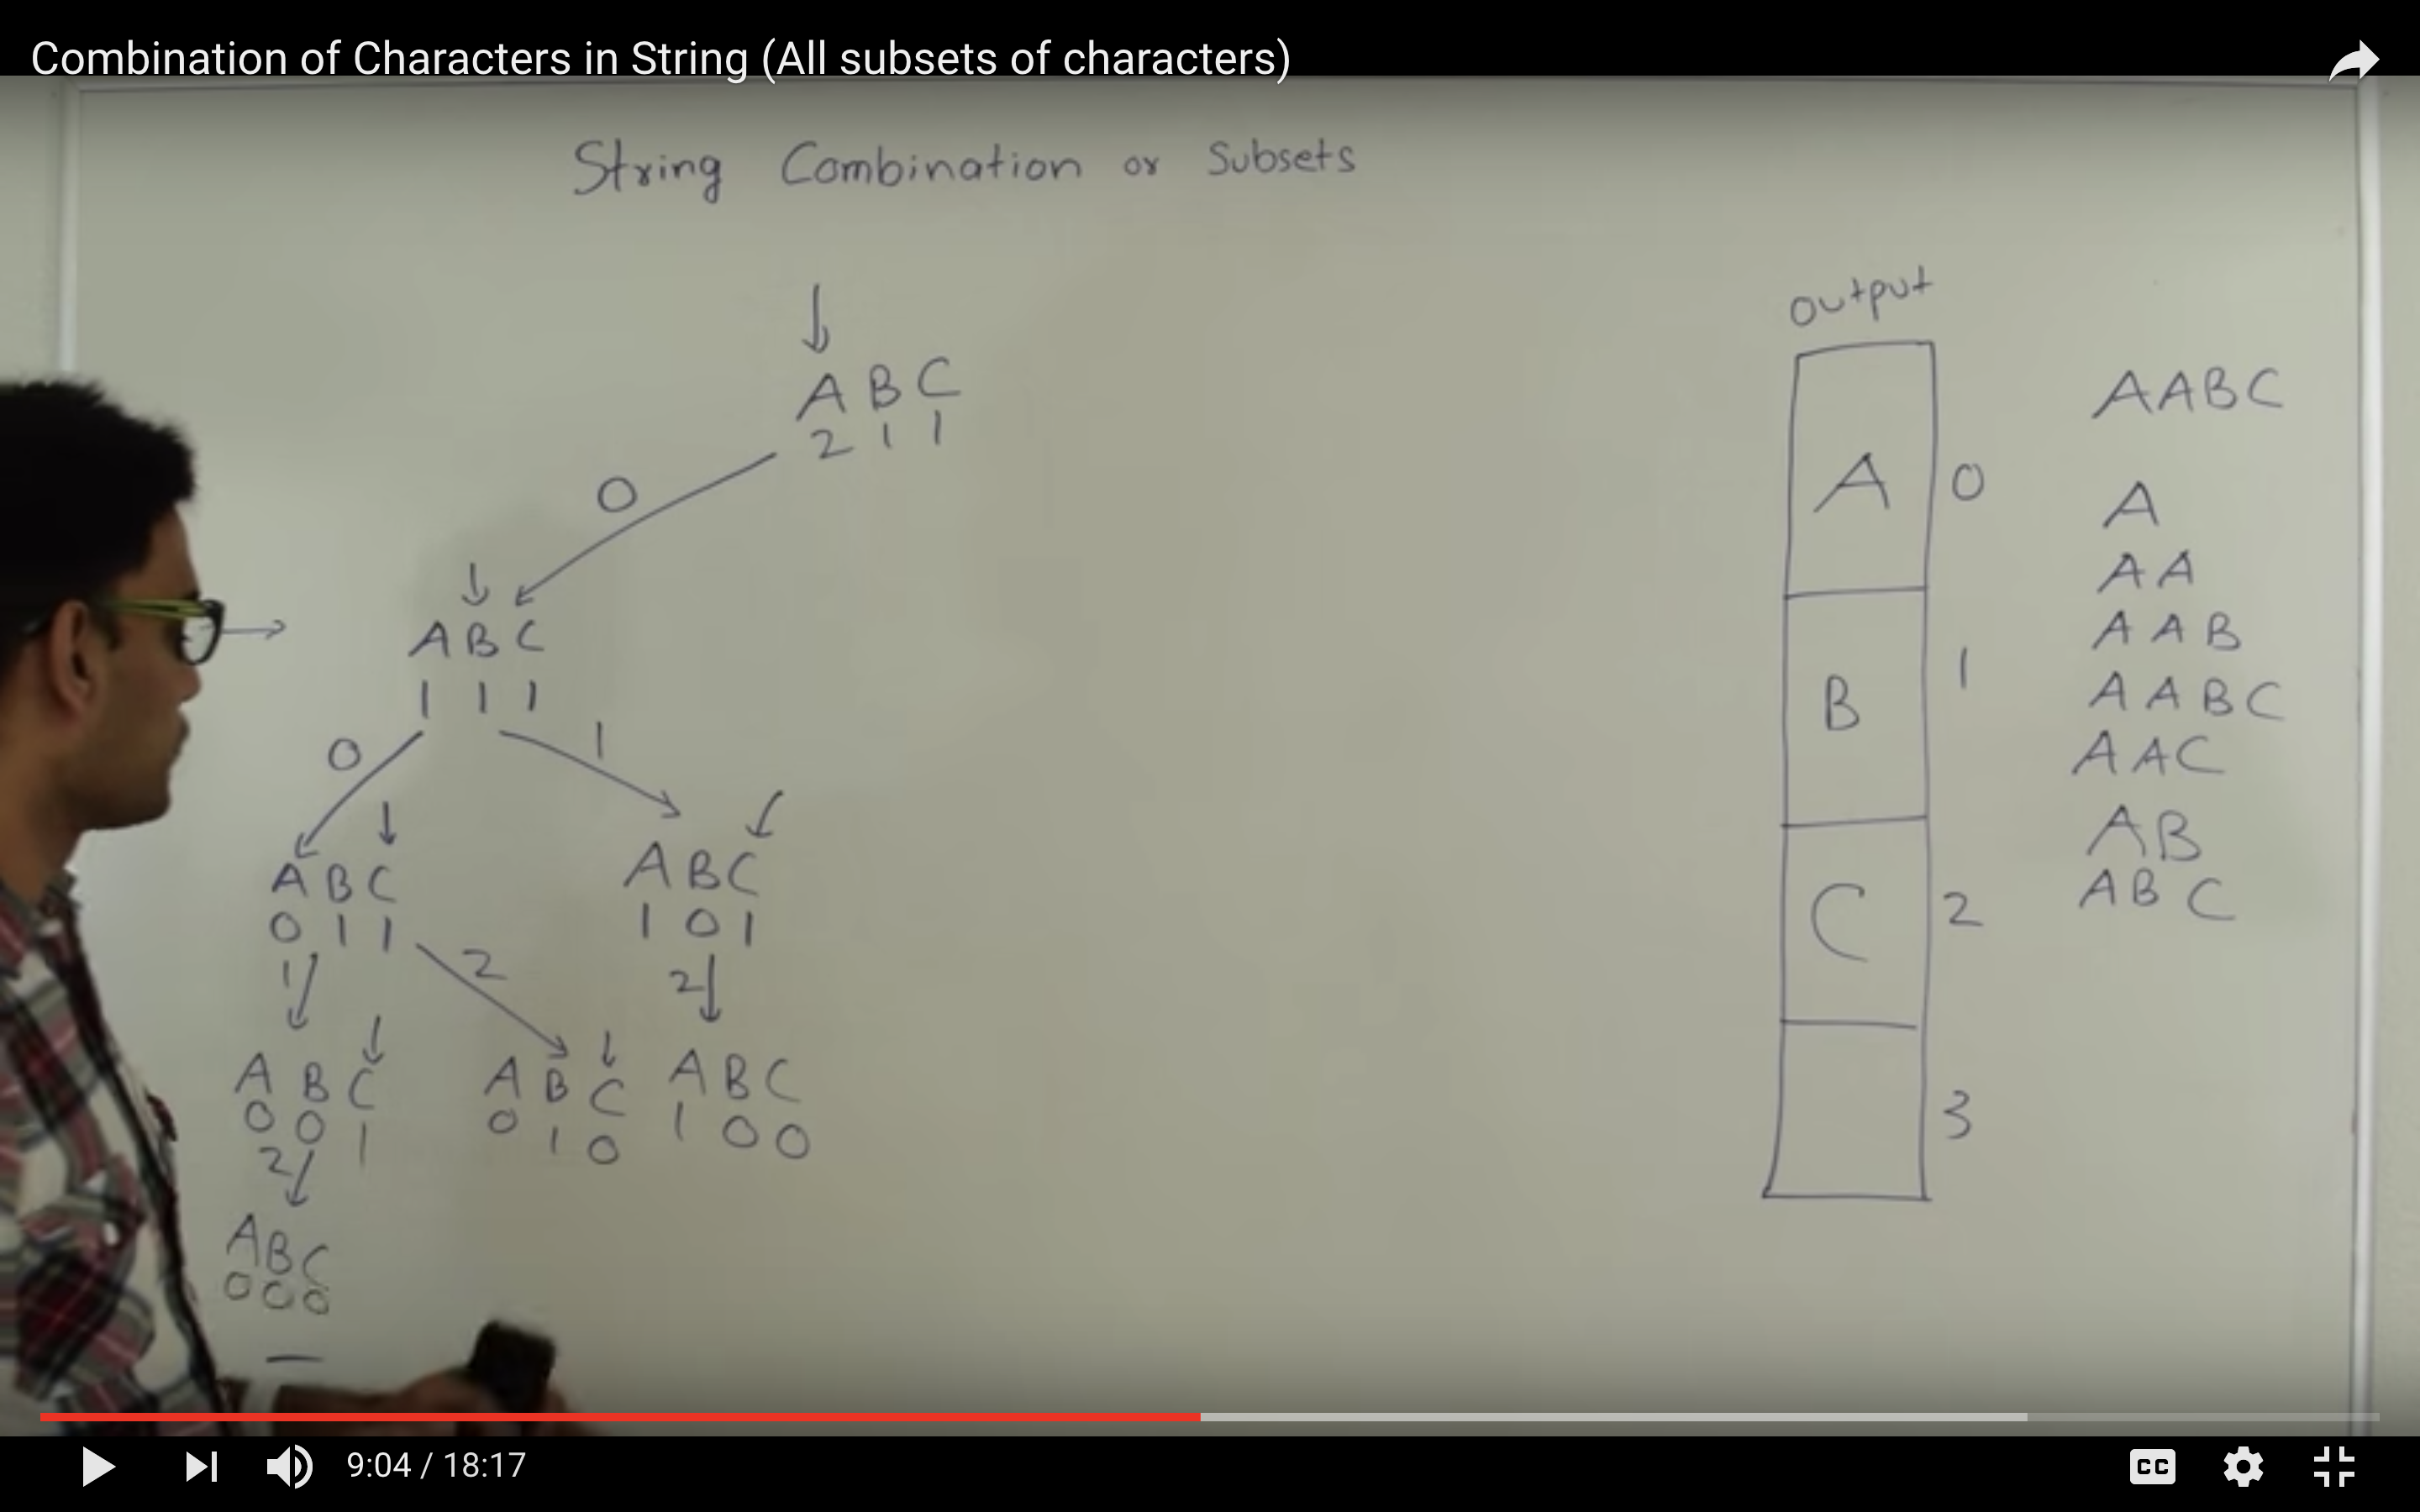 Combination of Characters in String (All subsets of characters)
String Combination or Subsets
output
A B C
2 1 1
0
A B C
1 1 1
0
1
A B C
0 1 1
1
2
A B C
1 0 1
2
A B C
0 0 1
2
A B C
0 1 0
A B C
1 0 0
A B C
0 0 0
A 0
B 1
C 2
3
AABC
A
AA
AAB
AABC
AAC
AB
ABC
9:04 / 18:17
CC